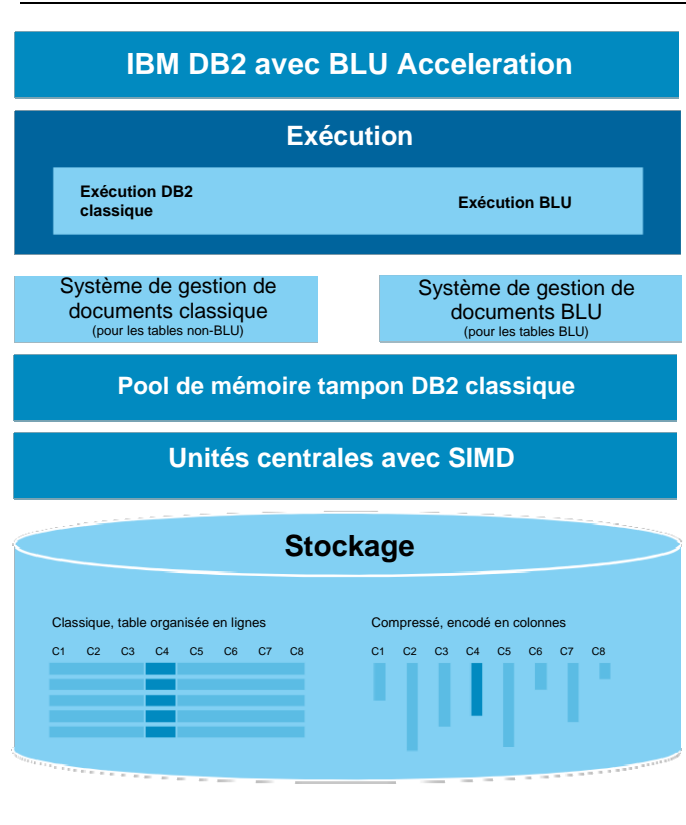 IBM DB2 avec BLU Acceleration
Exécution
Exécution DB2
classique
Exécution BLU
Système de gestion de
documents classique
(pour les tables non-BLU)
Système de gestion de
documents BLU
(pour les tables BLU)
Pool de mémoire tampon DB2 classique
Unités centrales avec SIMD
Stockage
Classique, table organisée en lignes
C1 C2 C3 C4 C5 C6 C7 C8
Compressé, encodé en colonnes
C1 C2 C3 C4 C5 C6 C7 C8